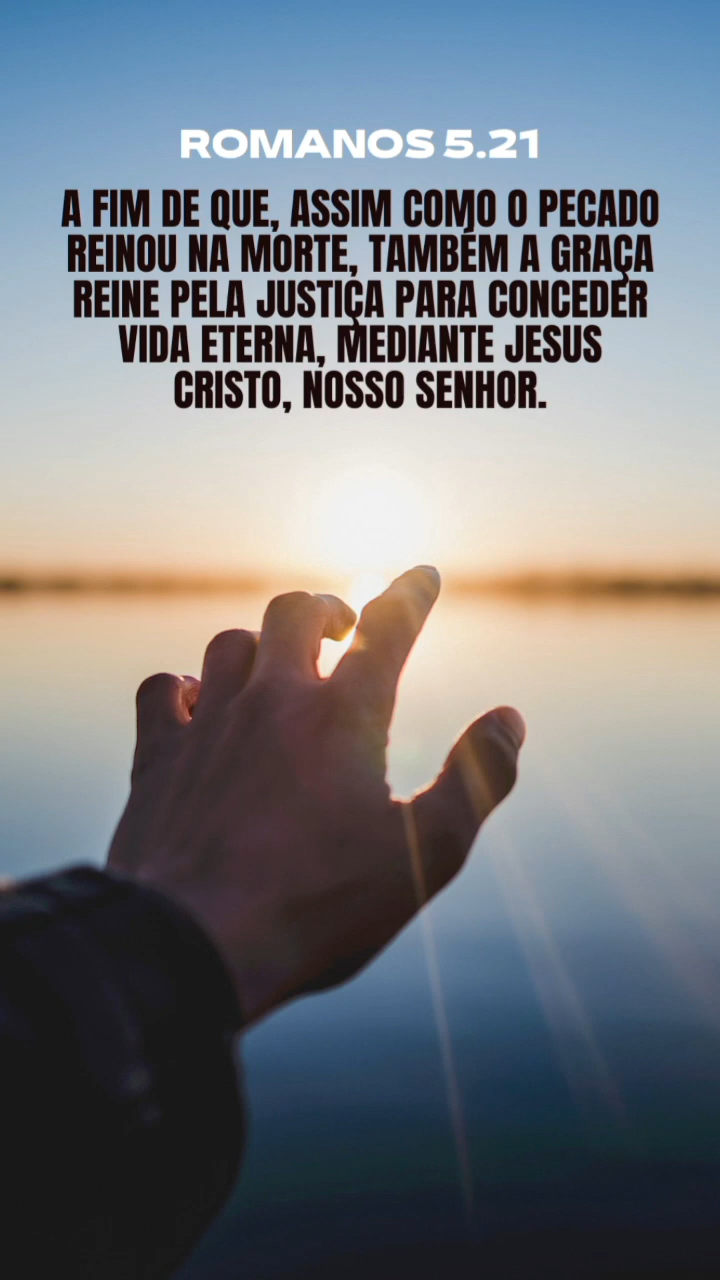 ROMANOS 5.21
A FIM DE QUE, ASSIM COMO O PECADO
REINOU NA MORTE, TAMBÉM A GRAÇA
REINE PELA JUSTIÇA PARA CONCEDER
VIDA ETERNA, MEDIANTE JESUS
CRISTO, NOSSO SENHOR.